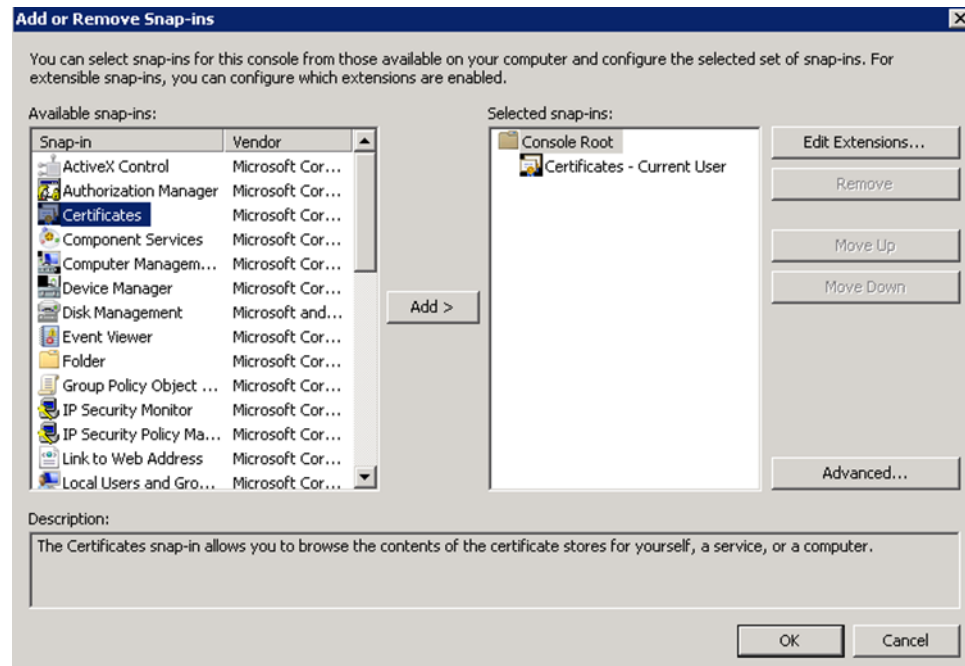 Add or Remove Snap-ins
You can select snap-ins for this console from those available on your computer and configure the selected set of snap-ins. For
extensible snap-ins, you can configure which extensions are enabled.
Available snap-ins:
Snap-in Vendor
ActiveX Control Microsoft Cor...
Authorization Manager Microsoft Cor...
Certificates Microsoft Cor...
Component Services Microsoft Cor...
Computer Managem... Microsoft Cor...
Device Manager Microsoft Cor...
Disk Management Microsoft and...
Event Viewer Microsoft Cor...
Folder Microsoft Cor...
Group Policy Object ... Microsoft Cor...
IP Security Monitor Microsoft Cor...
IP Security Policy Ma... Microsoft Cor...
Link to Web Address Microsoft Cor...
Local Users and Gro... Microsoft Cor...
Add >
Selected snap-ins:
Console Root
Certificates - Current User
Edit Extensions...
Remove
Move Up
Move Down
Advanced...
Description:
The Certificates snap-in allows you to browse the contents of the certificate stores for yourself, a service, or a computer.
OK
Cancel